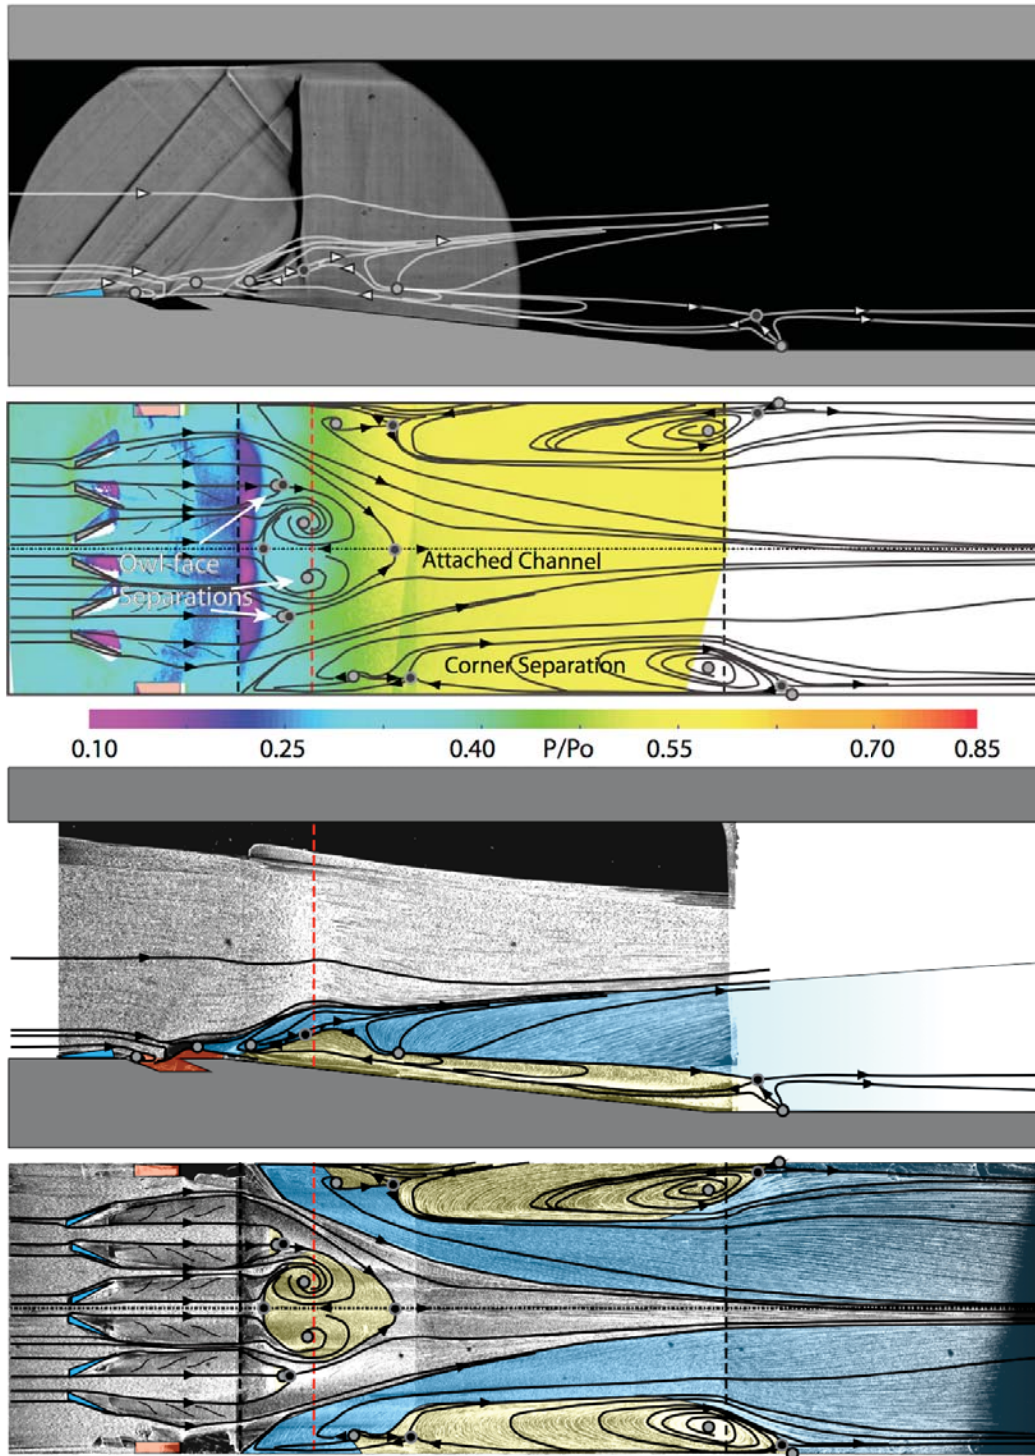 Owl-face
Separations
Attached Channel
Corner Separation
0.10 0.25 0.40 P/Po 0.55 0.70 0.85